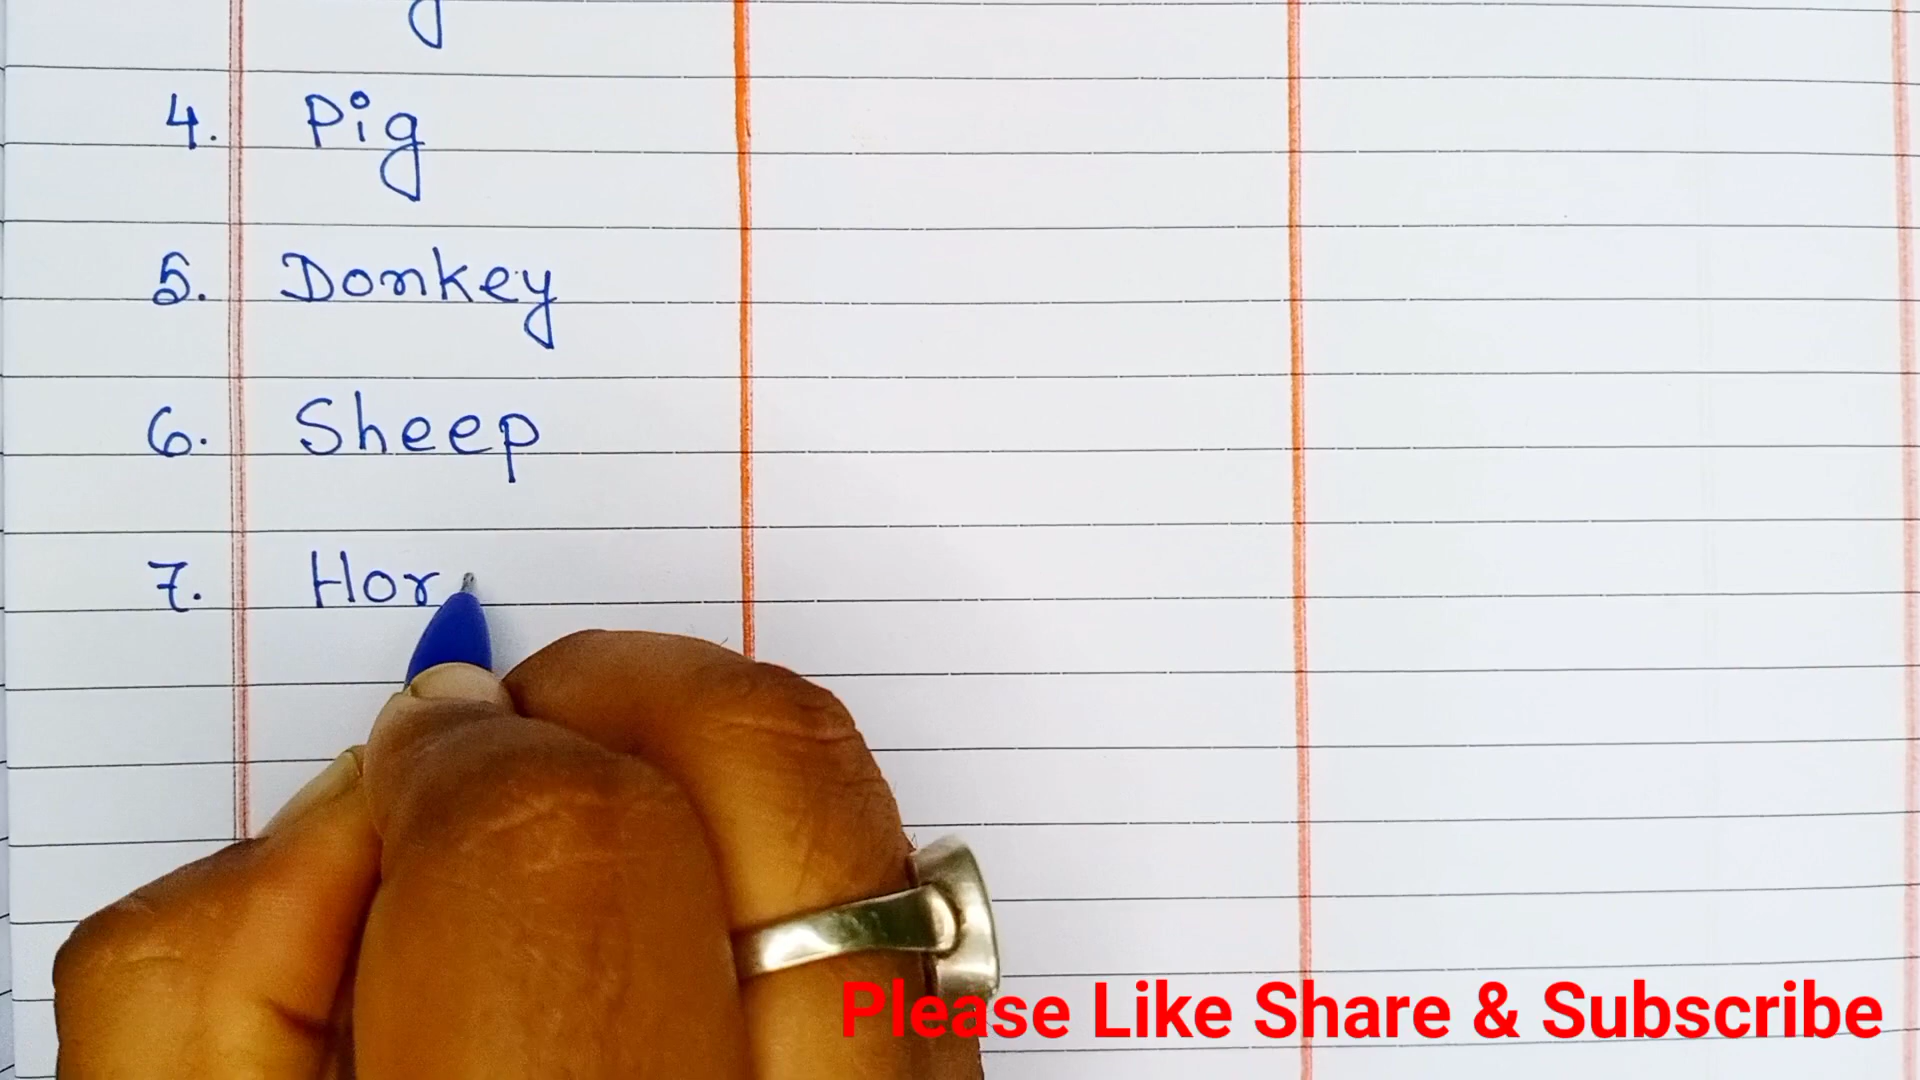 4. Pig
5. Donkey
6. Sheep
7. Hor
Please Like Share & Subscribe